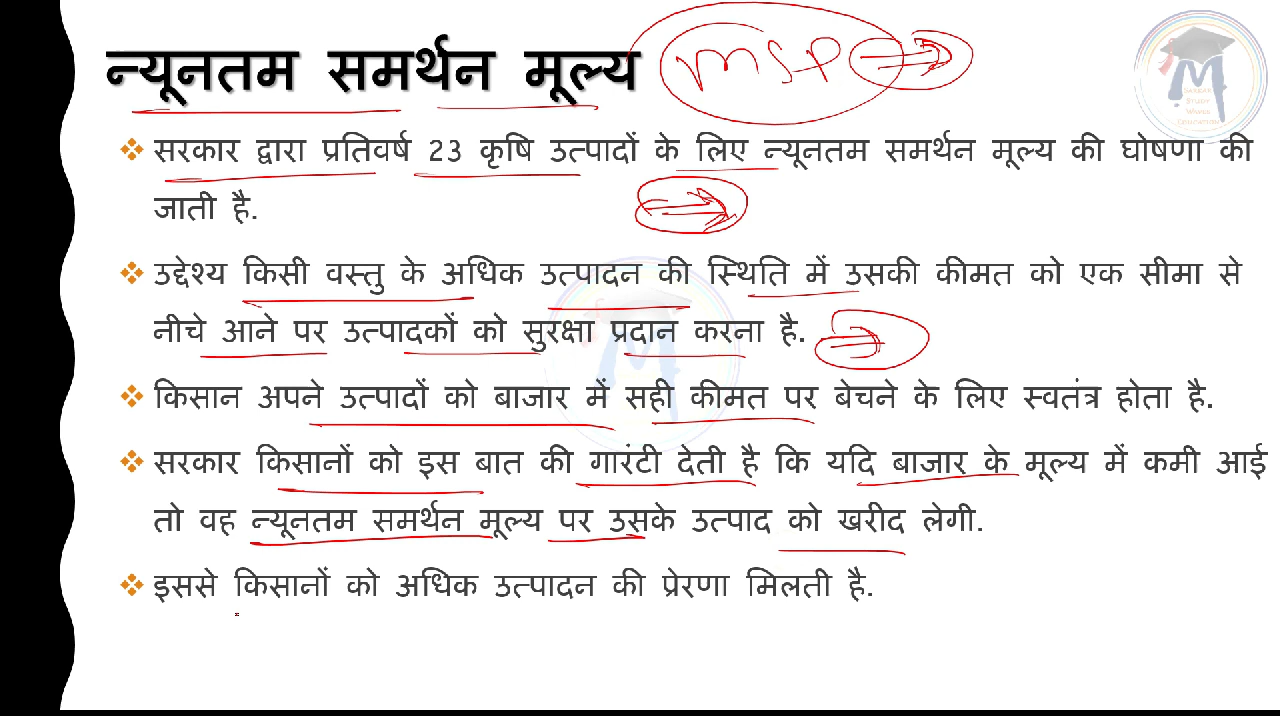 न्यूनतम समर्थन मूल्य MSP
सरकार द्वारा प्रतिवर्ष 23 कृषि उत्पादों के लिए न्यूनतम समर्थन मूल्य की घोषणा की
जाती है.
उद्देश्य किसी वस्तु के अधिक उत्पादन की स्थिति में उसकी कीमत को एक सीमा से
नीचे आने पर उत्पादकों को सुरक्षा प्रदान करना है.
किसान अपने उत्पादों को बाजार में सही कीमत पर बेचने के लिए स्वतंत्र होता है.
सरकार किसानों को इस बात की गारंटी देती है कि यदि बाजार के मूल्य में कमी आई
तो वह न्यूनतम समर्थन मूल्य पर उसके उत्पाद को खरीद लेगी.
इससे किसानों को अधिक उत्पादन की प्रेरणा मिलती है.